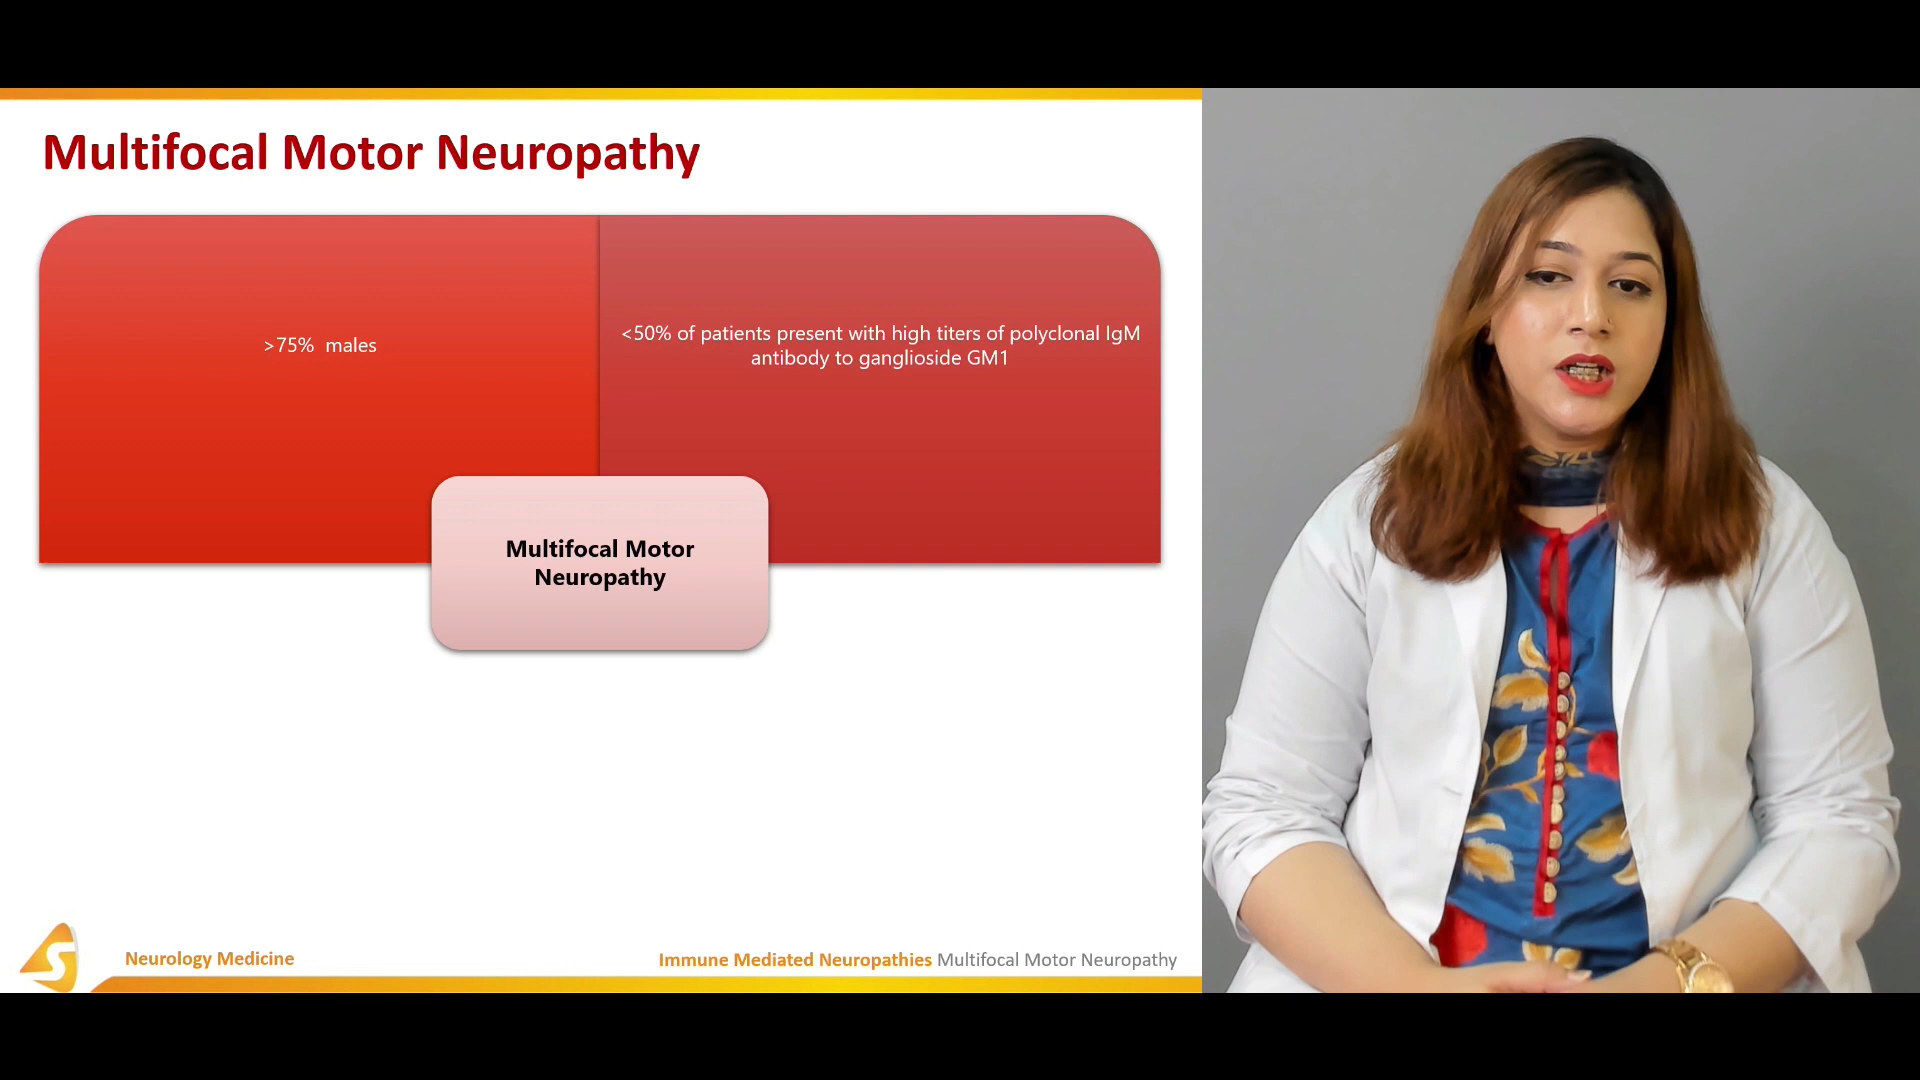 Multifocal Motor Neuropathy
>75% males
<50% of patients present with high titers of polyclonal IgM
antibody to ganglioside GM1
Multifocal Motor
Neuropathy
S
Neurology Medicine
Immune Mediated Neuropathies Multifocal Motor Neuropathy